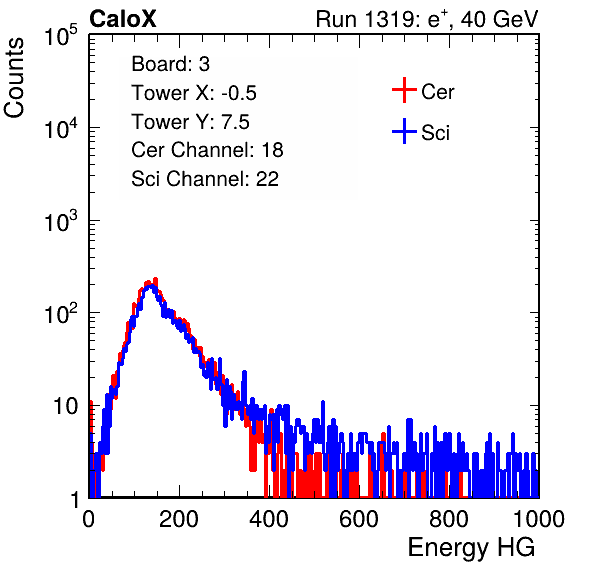 CaloX Run 1319: e⁺, 40 GeV
Counts
Board: 3
Tower X: -0.5
Tower Y: 7.5
Cer Channel: 18
Sci Channel: 22
Cer
Sci
10⁵
10⁴
10³
10²
10
1
0 200 400 600 800 1000
Energy HG